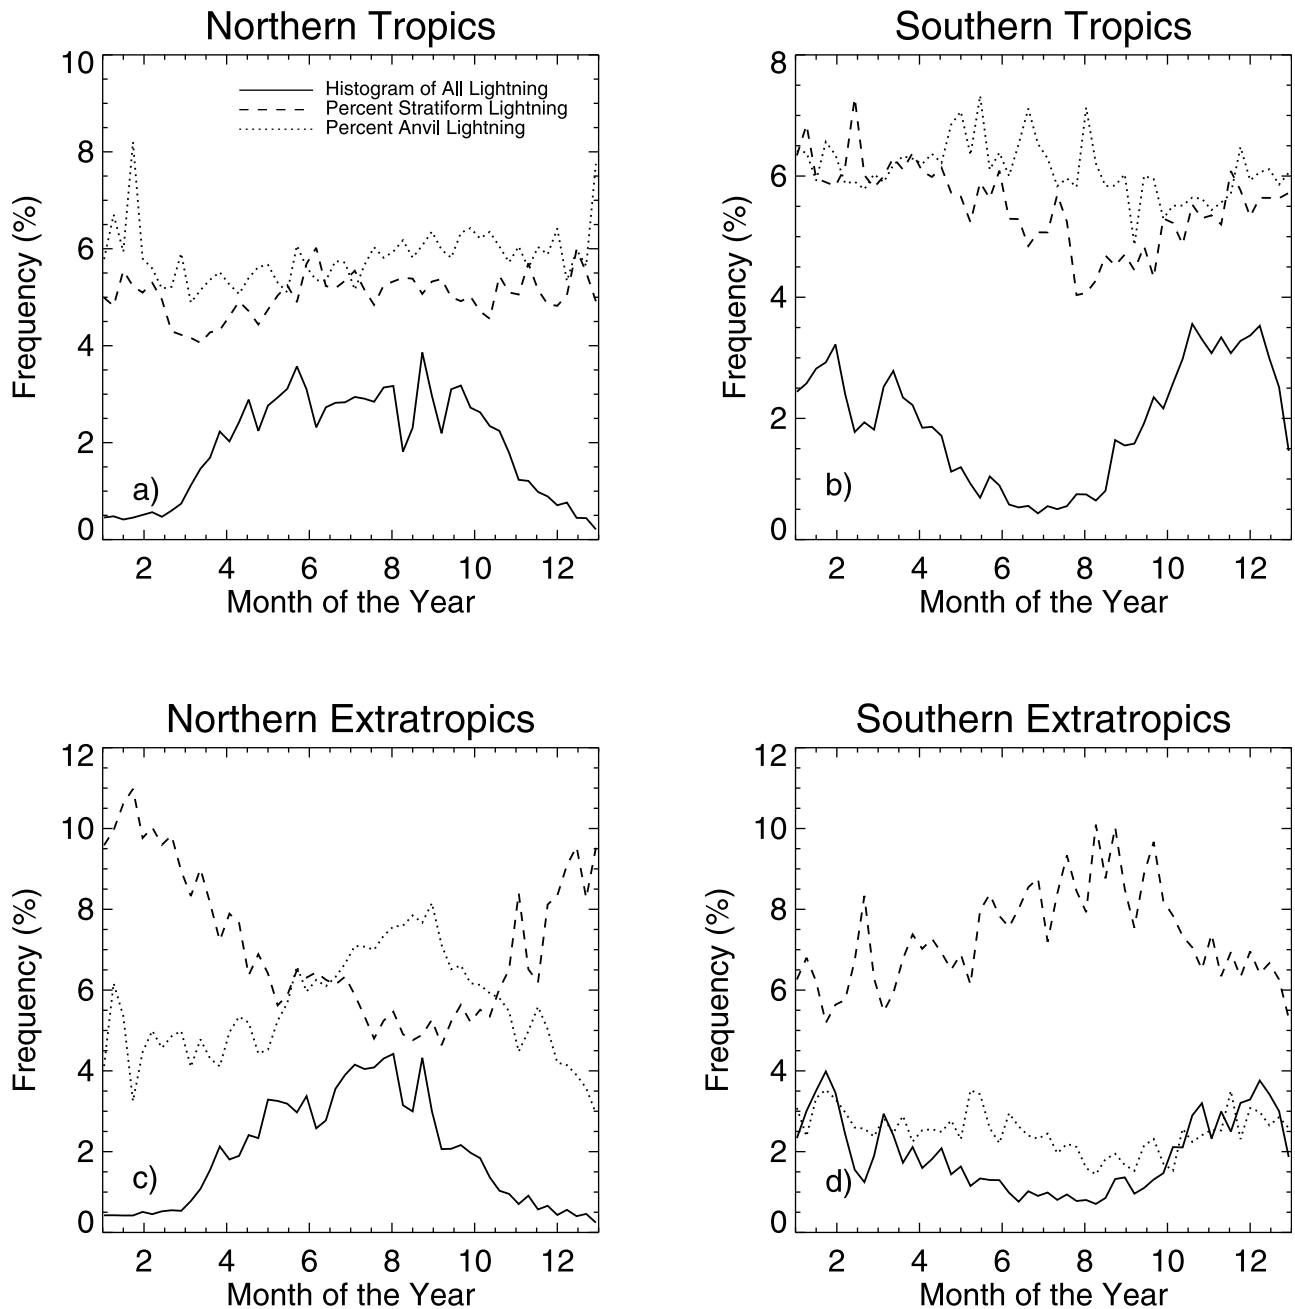 Northern Tropics
10
8
6
4
2
0
Frequency (%)
Histogram of All Lightning
Percent Stratiform Lightning
Percent Anvil Lightning
a)
2 4 6 8 10 12
Month of the Year
Southern Tropics
8
6
4
2
0
Frequency (%)
b)
2 4 6 8 10 12
Month of the Year
Northern Extratropics
12
10
8
6
4
2
0
Frequency (%)
c)
2 4 6 8 10 12
Month of the Year
Southern Extratropics
12
10
8
6
4
2
0
Frequency (%)
d)
2 4 6 8 10 12
Month of the Year